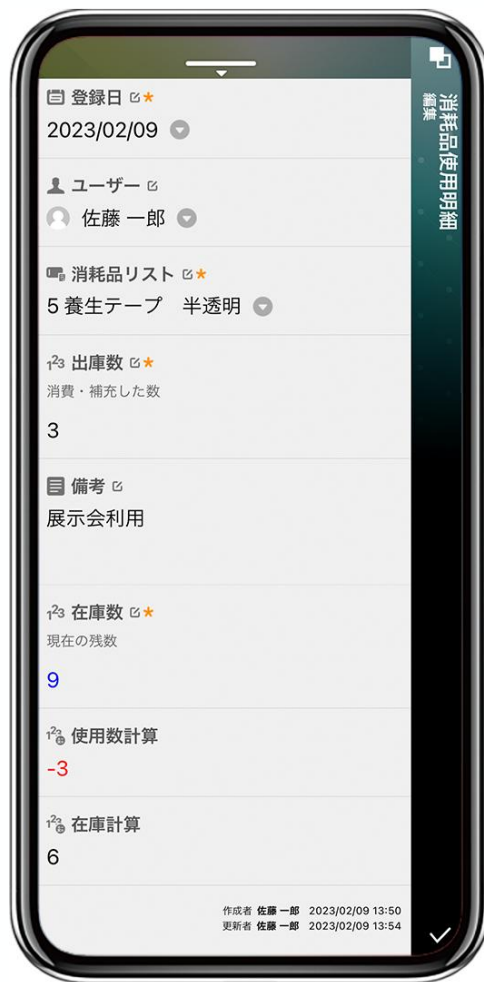 登録日 *
2023/02/09
ユーザー
佐藤 一郎
消耗品リスト *
5 養生テープ　半透明
123 出庫数 *
消費・補充した数
3
備考
展示会利用
123 在庫数 *
現在の残数
9
123 使用数計算
-3
123 在庫計算
6
作成者 佐藤 一郎 2023/02/09 13:50
更新者 佐藤 一郎 2023/02/09 13:54
消耗品使用明細
編集